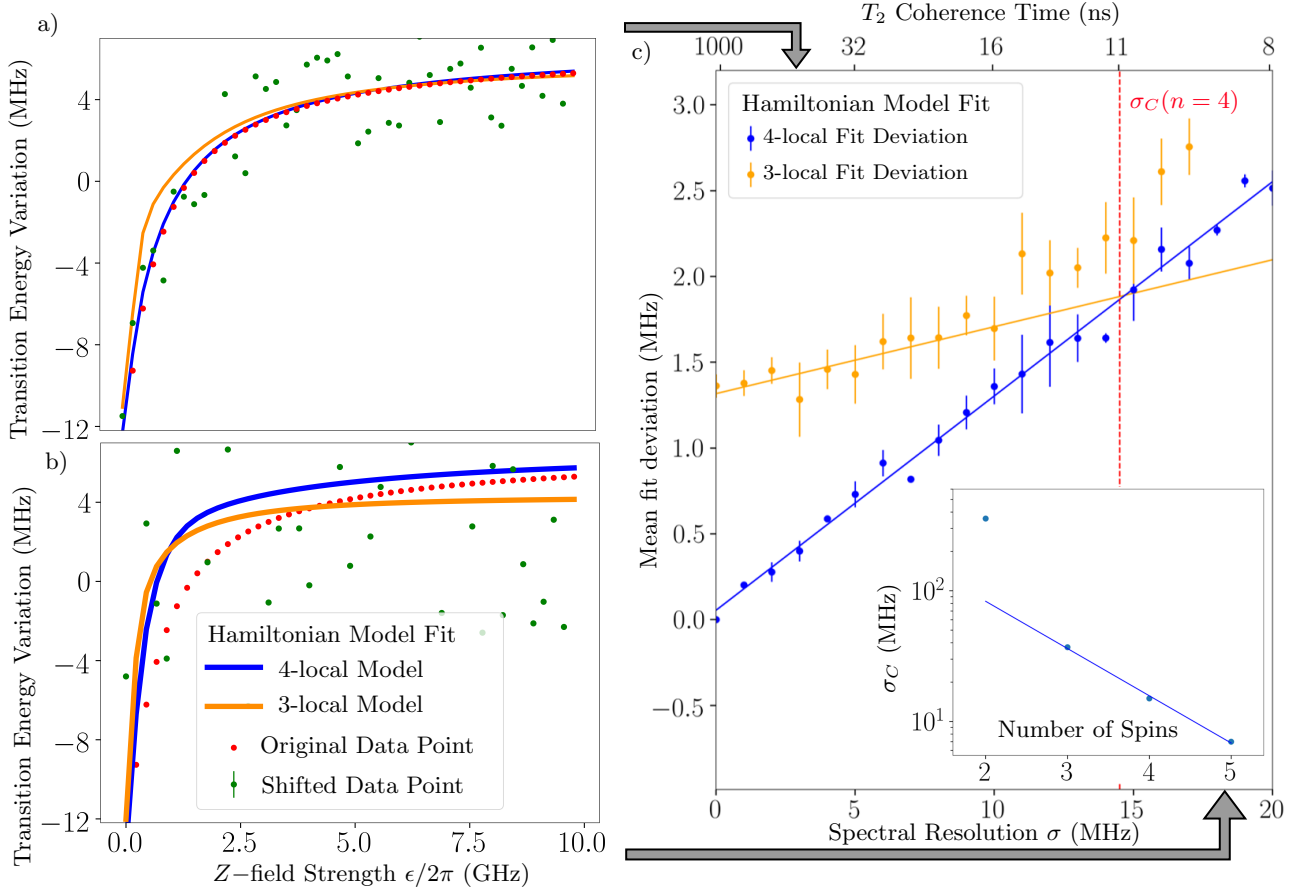 a)
Transition Energy Variation (MHz)
4
0
−4
−8
−12
b)
Transition Energy Variation (MHz)
4
0
−4
−8
−12
Hamiltonian Model Fit
4-local Model
3-local Model
Original Data Point
Shifted Data Point
0.0 2.5 5.0 7.5 10.0
Z−field Strength ϵ/2π (GHz)
T₂ Coherence Time (ns)
1000 32 16 11 8
c)
Hamiltonian Model Fit
4-local Fit Deviation
3-local Fit Deviation
σ_C(n = 4)
Mean fit deviation (MHz)
3.0
2.5
2.0
1.5
1.0
0.5
0.0
−0.5
σ_C (MHz)
10²
10¹
Number of Spins
2 3 4 5
0 5 10 15 20
Spectral Resolution σ (MHz)